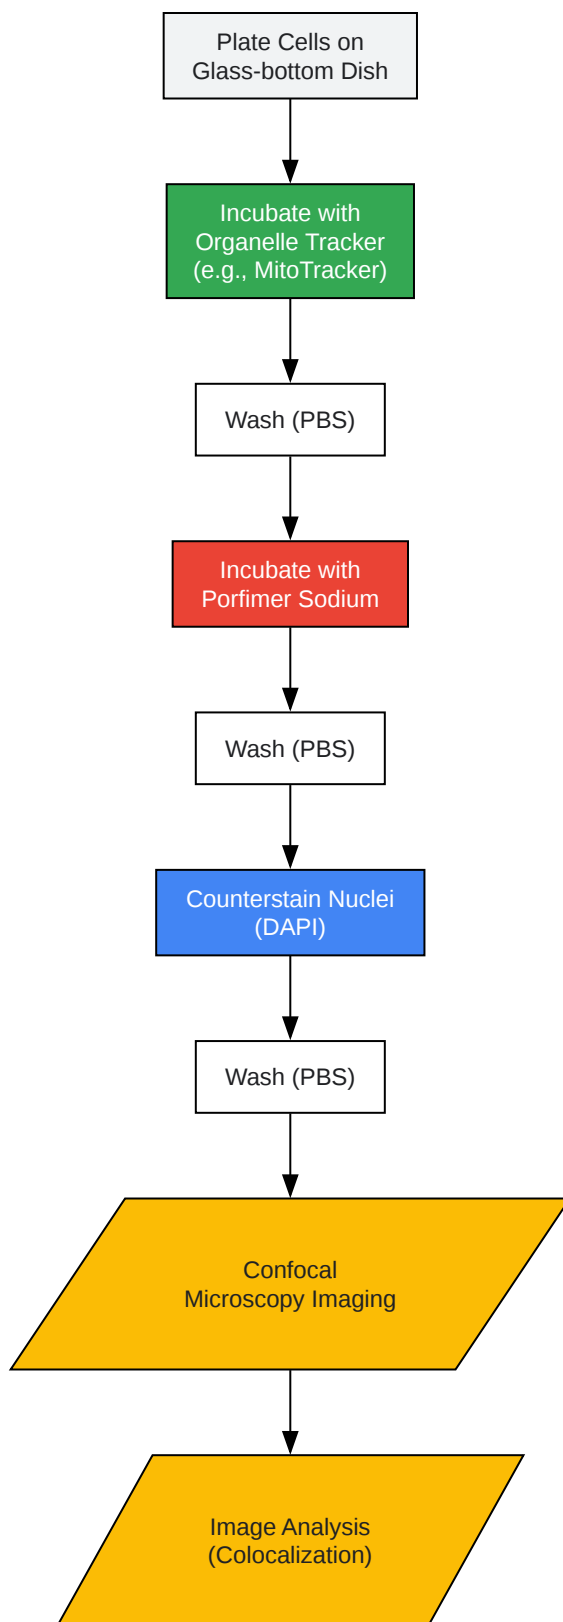 Plate Cells on
Glass-bottom Dish
Incubate with
Organelle Tracker
(e.g., MitoTracker)
Wash (PBS)
Incubate with
Porfimer Sodium
Wash (PBS)
Counterstain Nuclei
(DAPI)
Wash (PBS)
Confocal
Microscopy Imaging
Image Analysis
(Colocalization)